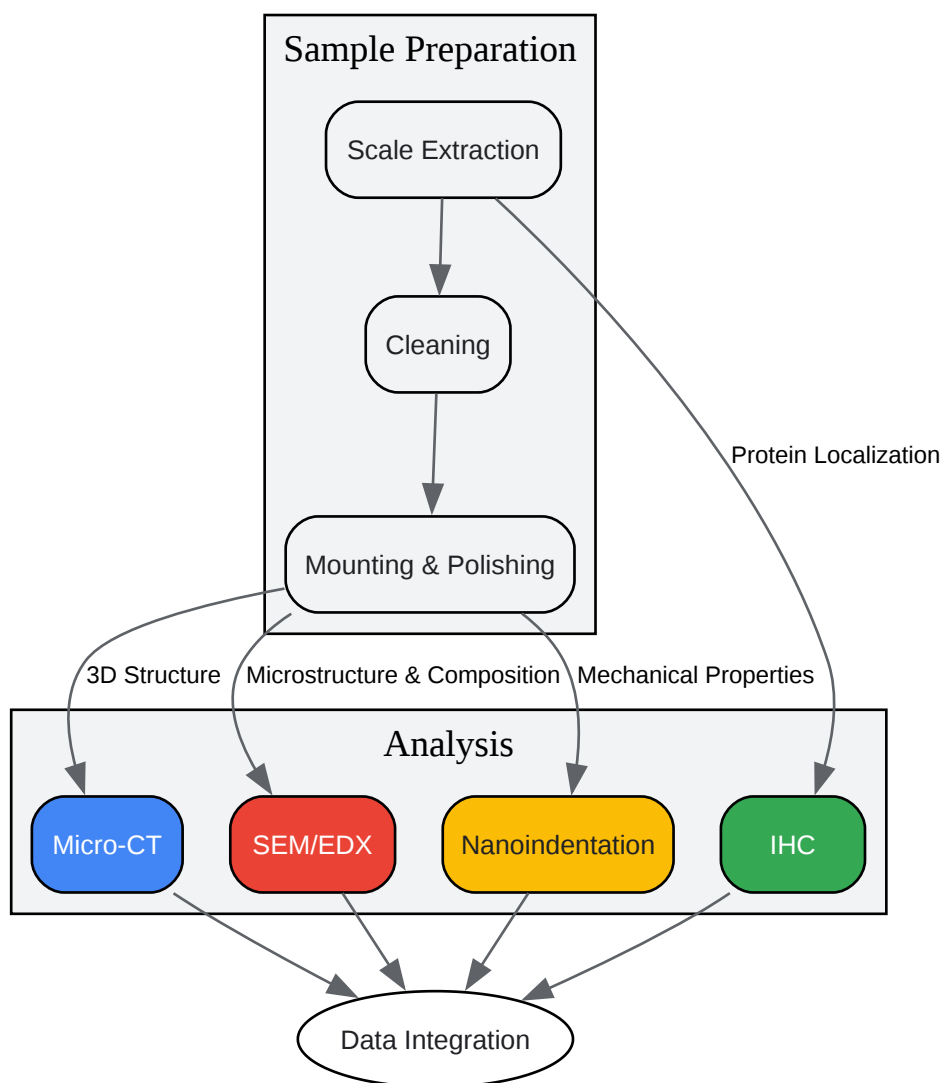 Sample Preparation
Scale Extraction
Cleaning
Protein Localization
Mounting & Polishing
3D Structure
Microstructure & Composition
Mechanical Properties
Analysis
Micro-CT
SEM/EDX
Nanoindentation
IHC
Data Integration